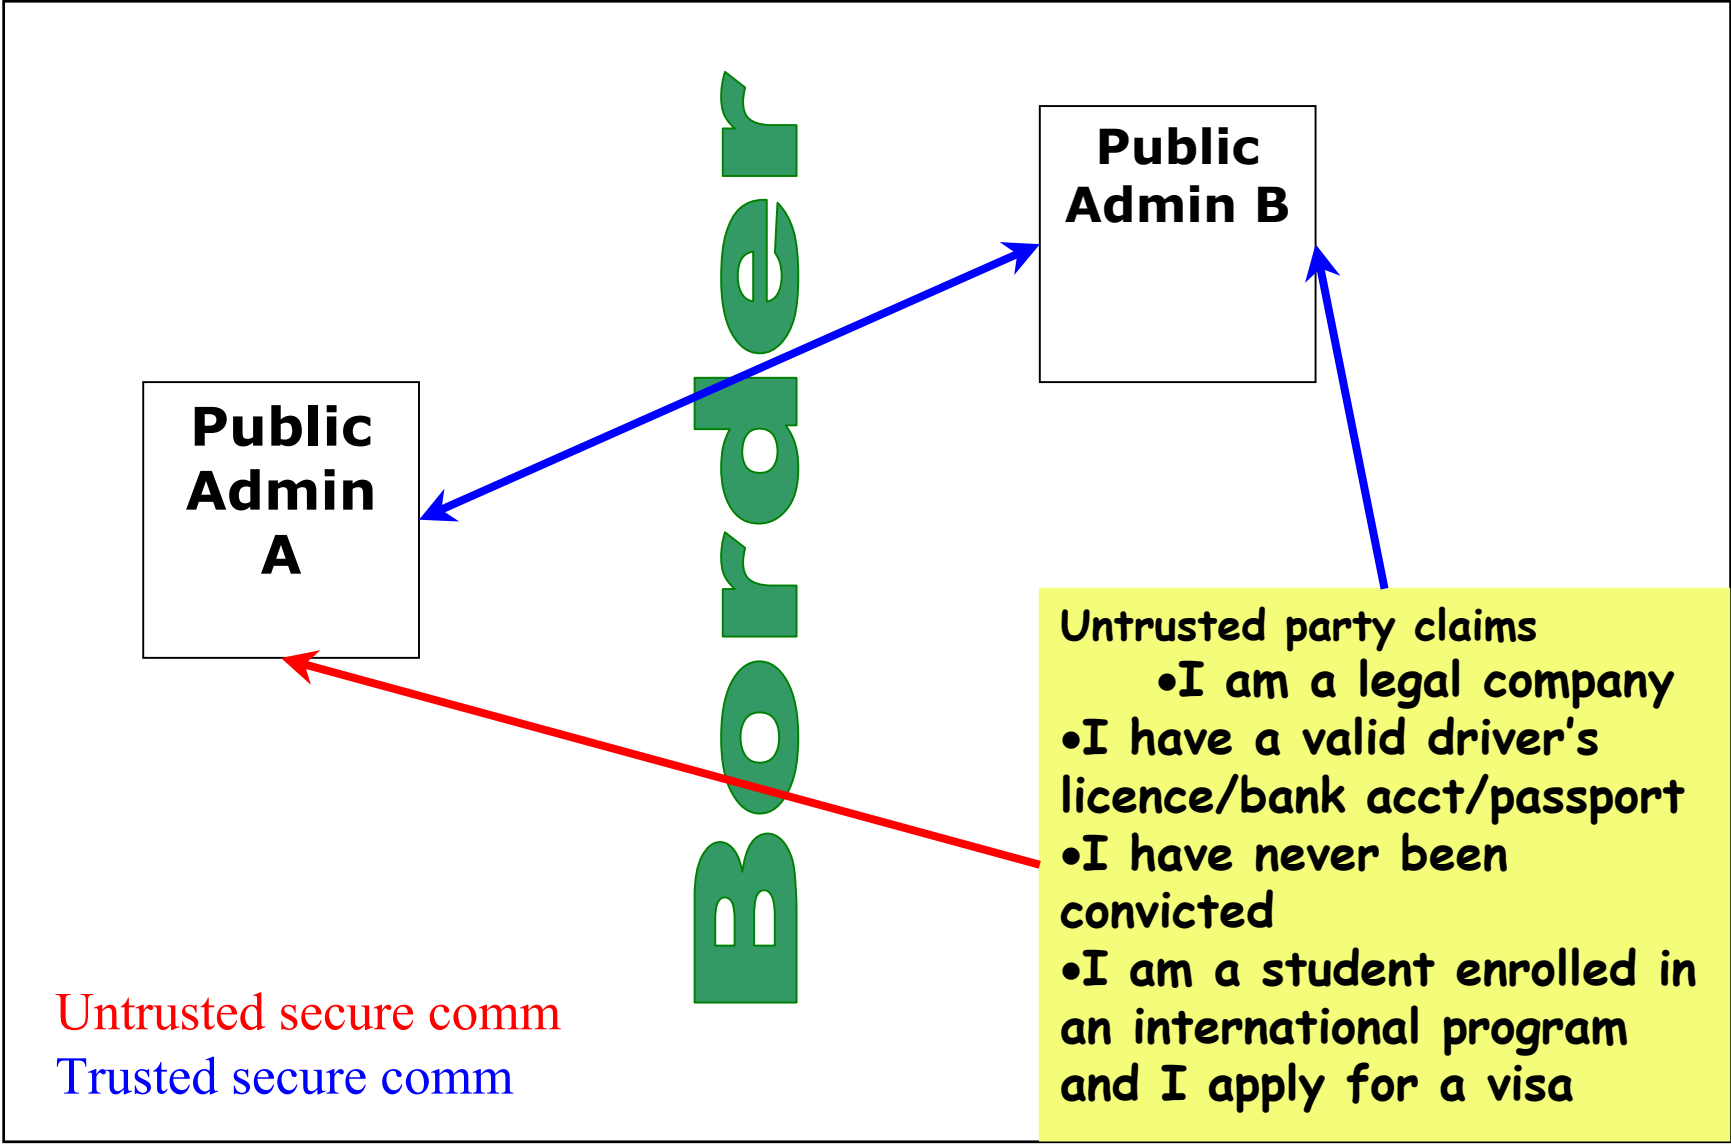 Border
Public
Admin B
Public
Admin
A
Untrusted party claims
•I am a legal company
•I have a valid driver’s
licence/bank acct/passport
•I have never been
convicted
•I am a student enrolled in
an international program
and I apply for a visa
Untrusted secure comm
Trusted secure comm